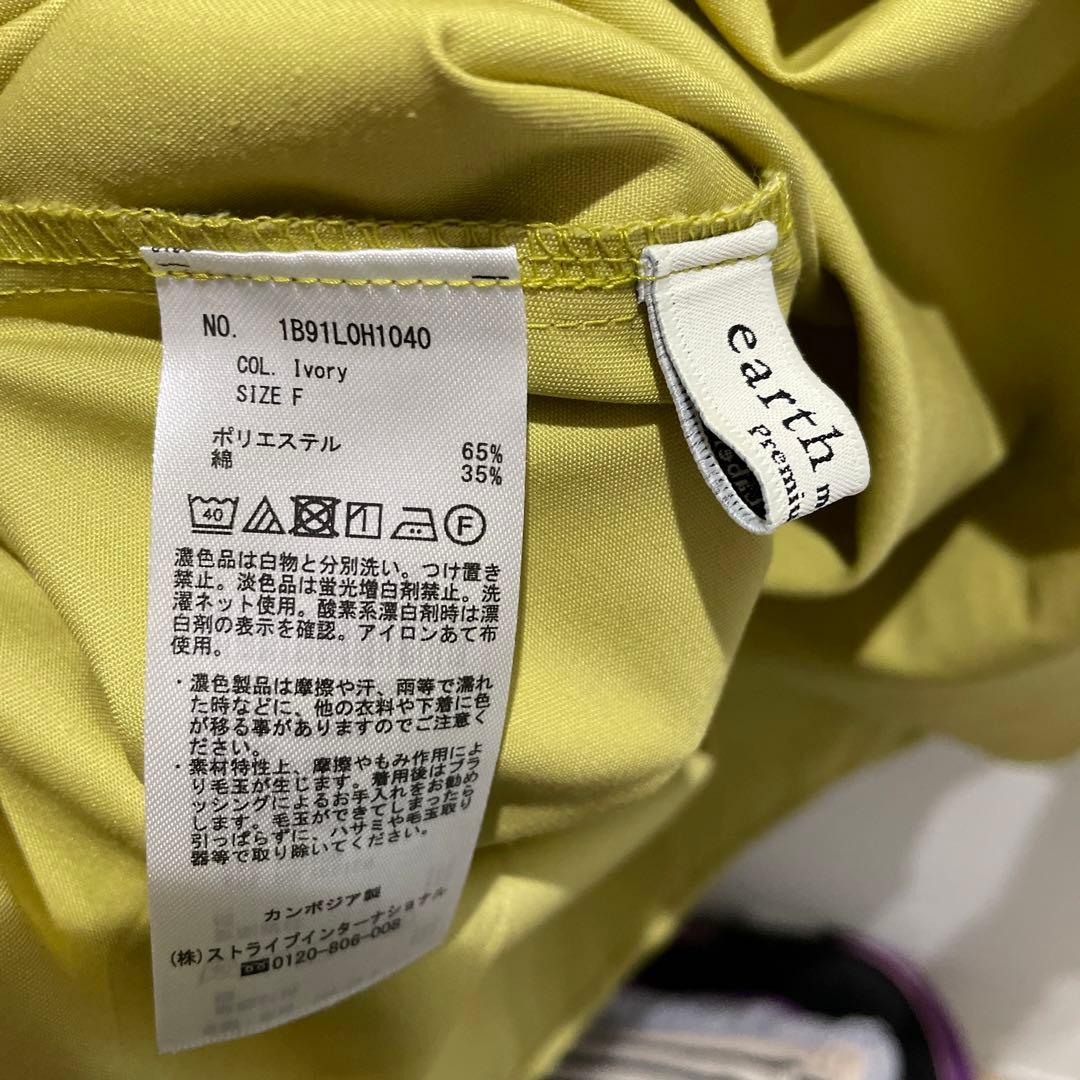 NO. 1B91L0H1040
COL. Ivory
SIZE F
ポリエステル 65%
綿 35%
40
F
濃色品は白物と分別洗い。つけ置き
禁止。淡色品は蛍光増白剤禁止。洗
濯ネット使用。酸素系漂白剤時は漂
白剤の表示を確認。アイロンあて布
使用。
・濃色製品は摩擦や汗、雨等で濡れ
た時などに、他の衣料や下着に色
が移る事がありますのでご注意く
ださい。
・素材特性上、摩擦やもみ作用によ
り毛玉が生じます。着用後はブラ
ッシングによるお手入れをお勧め
します。毛玉ができてしまったら
引っぱらずに、ハサミや毛玉取り
器等で取り除いてください。
カンボジア製
(株)ストライプインターナショナル
0120-806-008
earth m
Premiu